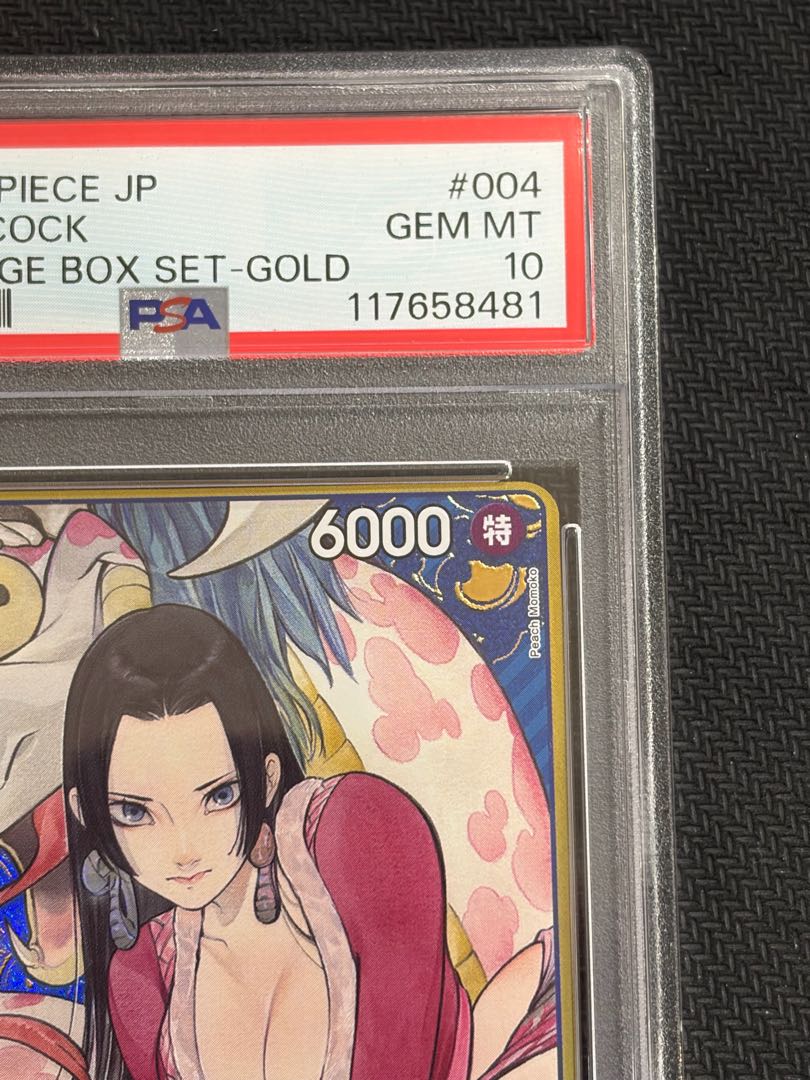 PIECE JP #004
COCK GEM MT
GE BOX SET-GOLD 10
PSA 117658481
6000 特
Peach Momoko